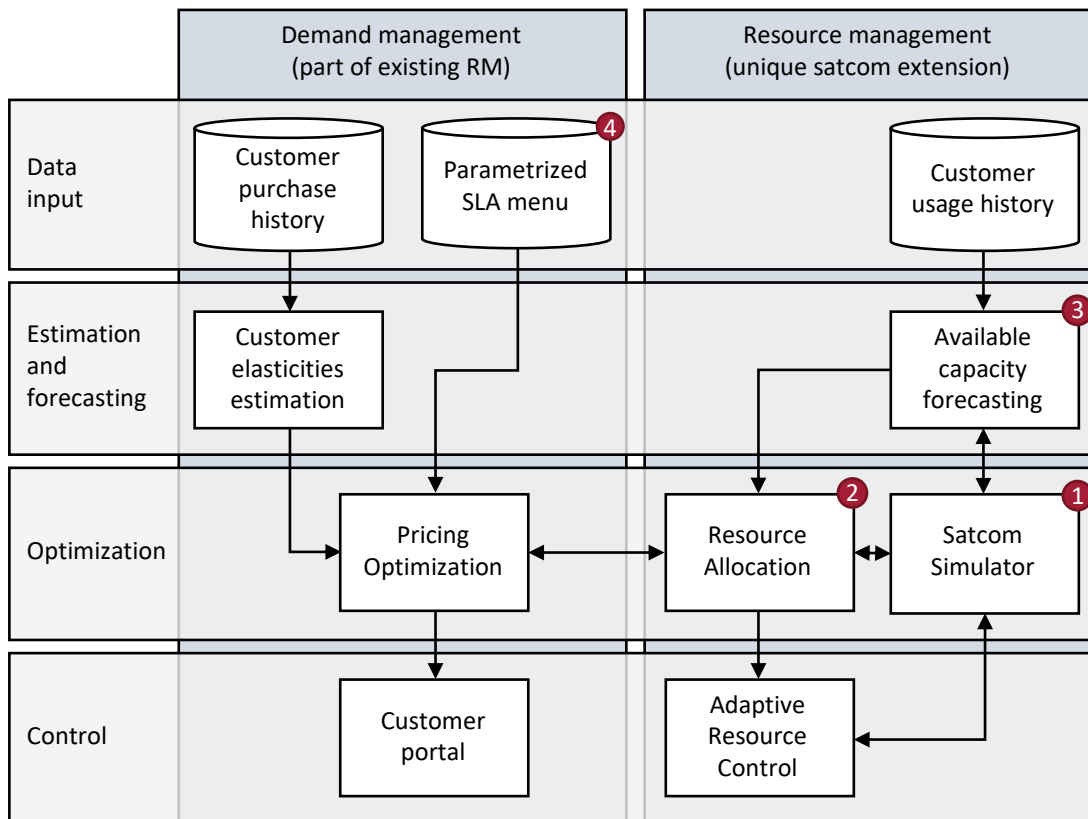 Demand management
(part of existing RM)
Resource management
(unique satcom extension)
Data
input
Customer
purchase
history
4
Parametrized
SLA menu
Customer
usage history
Estimation
and
forecasting
Customer
elasticities
estimation
3
Available
capacity
forecasting
Optimization
Pricing
Optimization
2
Resource
Allocation
1
Satcom
Simulator
Control
Customer
portal
Adaptive
Resource
Control